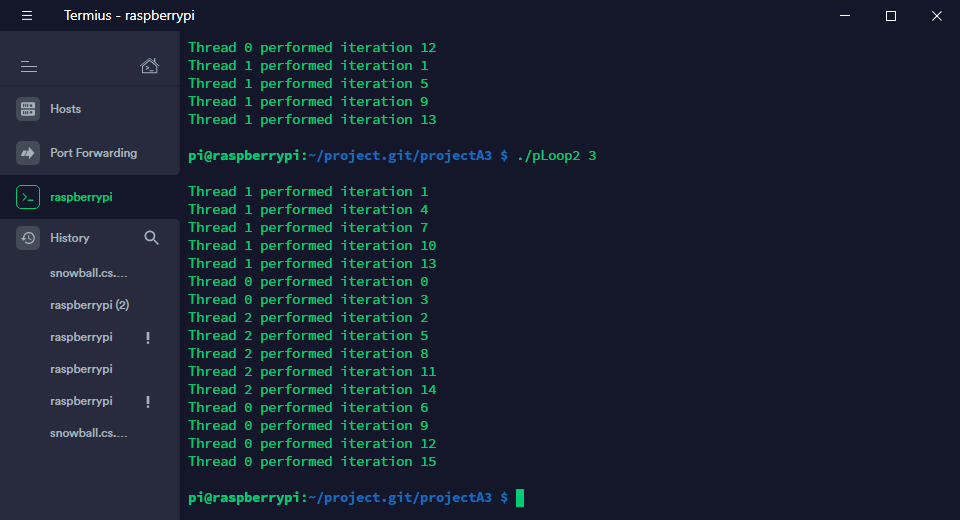 Termius - raspberrypi
Hosts
Port Forwarding
raspberrypi
History
snowball.cs....
raspberrypi (2)
raspberrypi !
raspberrypi
raspberrypi !
snowball.cs....
Thread 0 performed iteration 12
Thread 1 performed iteration 1
Thread 1 performed iteration 5
Thread 1 performed iteration 9
Thread 1 performed iteration 13
pi@raspberrypi:~/project.git/projectA3 $ ./pLoop2 3
Thread 1 performed iteration 1
Thread 1 performed iteration 4
Thread 1 performed iteration 7
Thread 1 performed iteration 10
Thread 1 performed iteration 13
Thread 0 performed iteration 0
Thread 0 performed iteration 3
Thread 2 performed iteration 2
Thread 2 performed iteration 5
Thread 2 performed iteration 8
Thread 2 performed iteration 11
Thread 2 performed iteration 14
Thread 0 performed iteration 6
Thread 0 performed iteration 9
Thread 0 performed iteration 12
Thread 0 performed iteration 15
pi@raspberrypi:~/project.git/projectA3 $